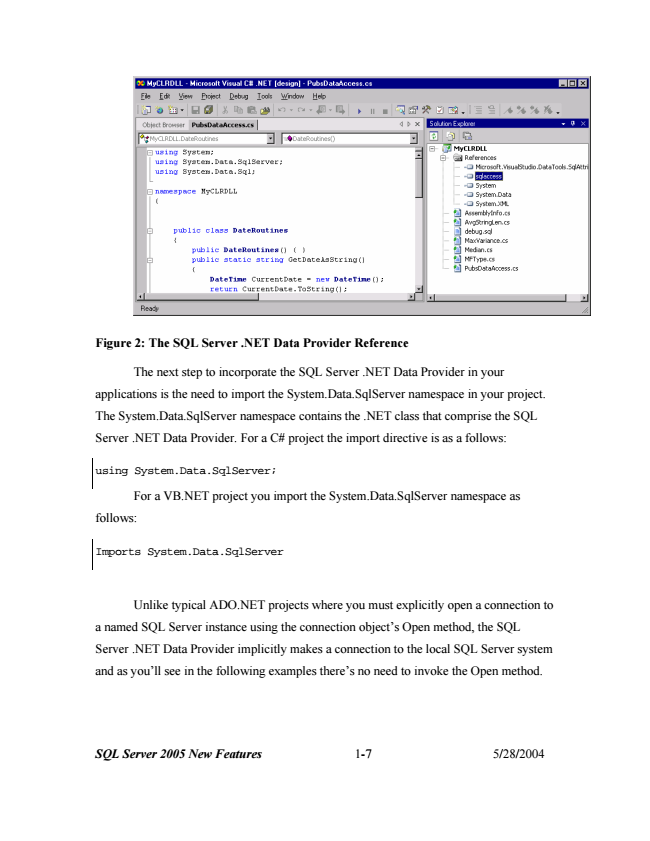 MyCLRDLL - Microsoft Visual C# .NET [design] - PubsDataAccess.cs
File Edit View Project Debug Tools Window Help
Object Browser PubsDataAccess.cs
MyCLRDLL.DateRoutines DateRoutines()
using System;
using System.Data.SqlServer;
using System.Data.Sql;
namespace MyCLRDLL
{
public class DateRoutines
{
public DateRoutines() { }
public static string GetDateAsString()
{
DateTime CurrentDate = new DateTime();
return CurrentDate.ToString();
Solution Explorer
MyCLRDLL
References
Microsoft.VisualStudio.DataTools.SqlAttri
sqlaccess
System
System.Data
System.XML
AssemblyInfo.cs
AvgStringLen.cs
debug.sql
MaxVariance.cs
Median.cs
MFType.cs
PubsDataAccess.cs
Ready
Figure 2: The SQL Server .NET Data Provider Reference
The next step to incorporate the SQL Server .NET Data Provider in your
applications is the need to import the System.Data.SqlServer namespace in your project.
The System.Data.SqlServer namespace contains the .NET class that comprise the SQL
Server .NET Data Provider. For a C# project the import directive is as a follows:
using System.Data.SqlServer;
For a VB.NET project you import the System.Data.SqlServer namespace as
follows:
Imports System.Data.SqlServer
Unlike typical ADO.NET projects where you must explicitly open a connection to
a named SQL Server instance using the connection object’s Open method, the SQL
Server .NET Data Provider implicitly makes a connection to the local SQL Server system
and as you’ll see in the following examples there’s no need to invoke the Open method.
SQL Server 2005 New Features 1-7 5/28/2004